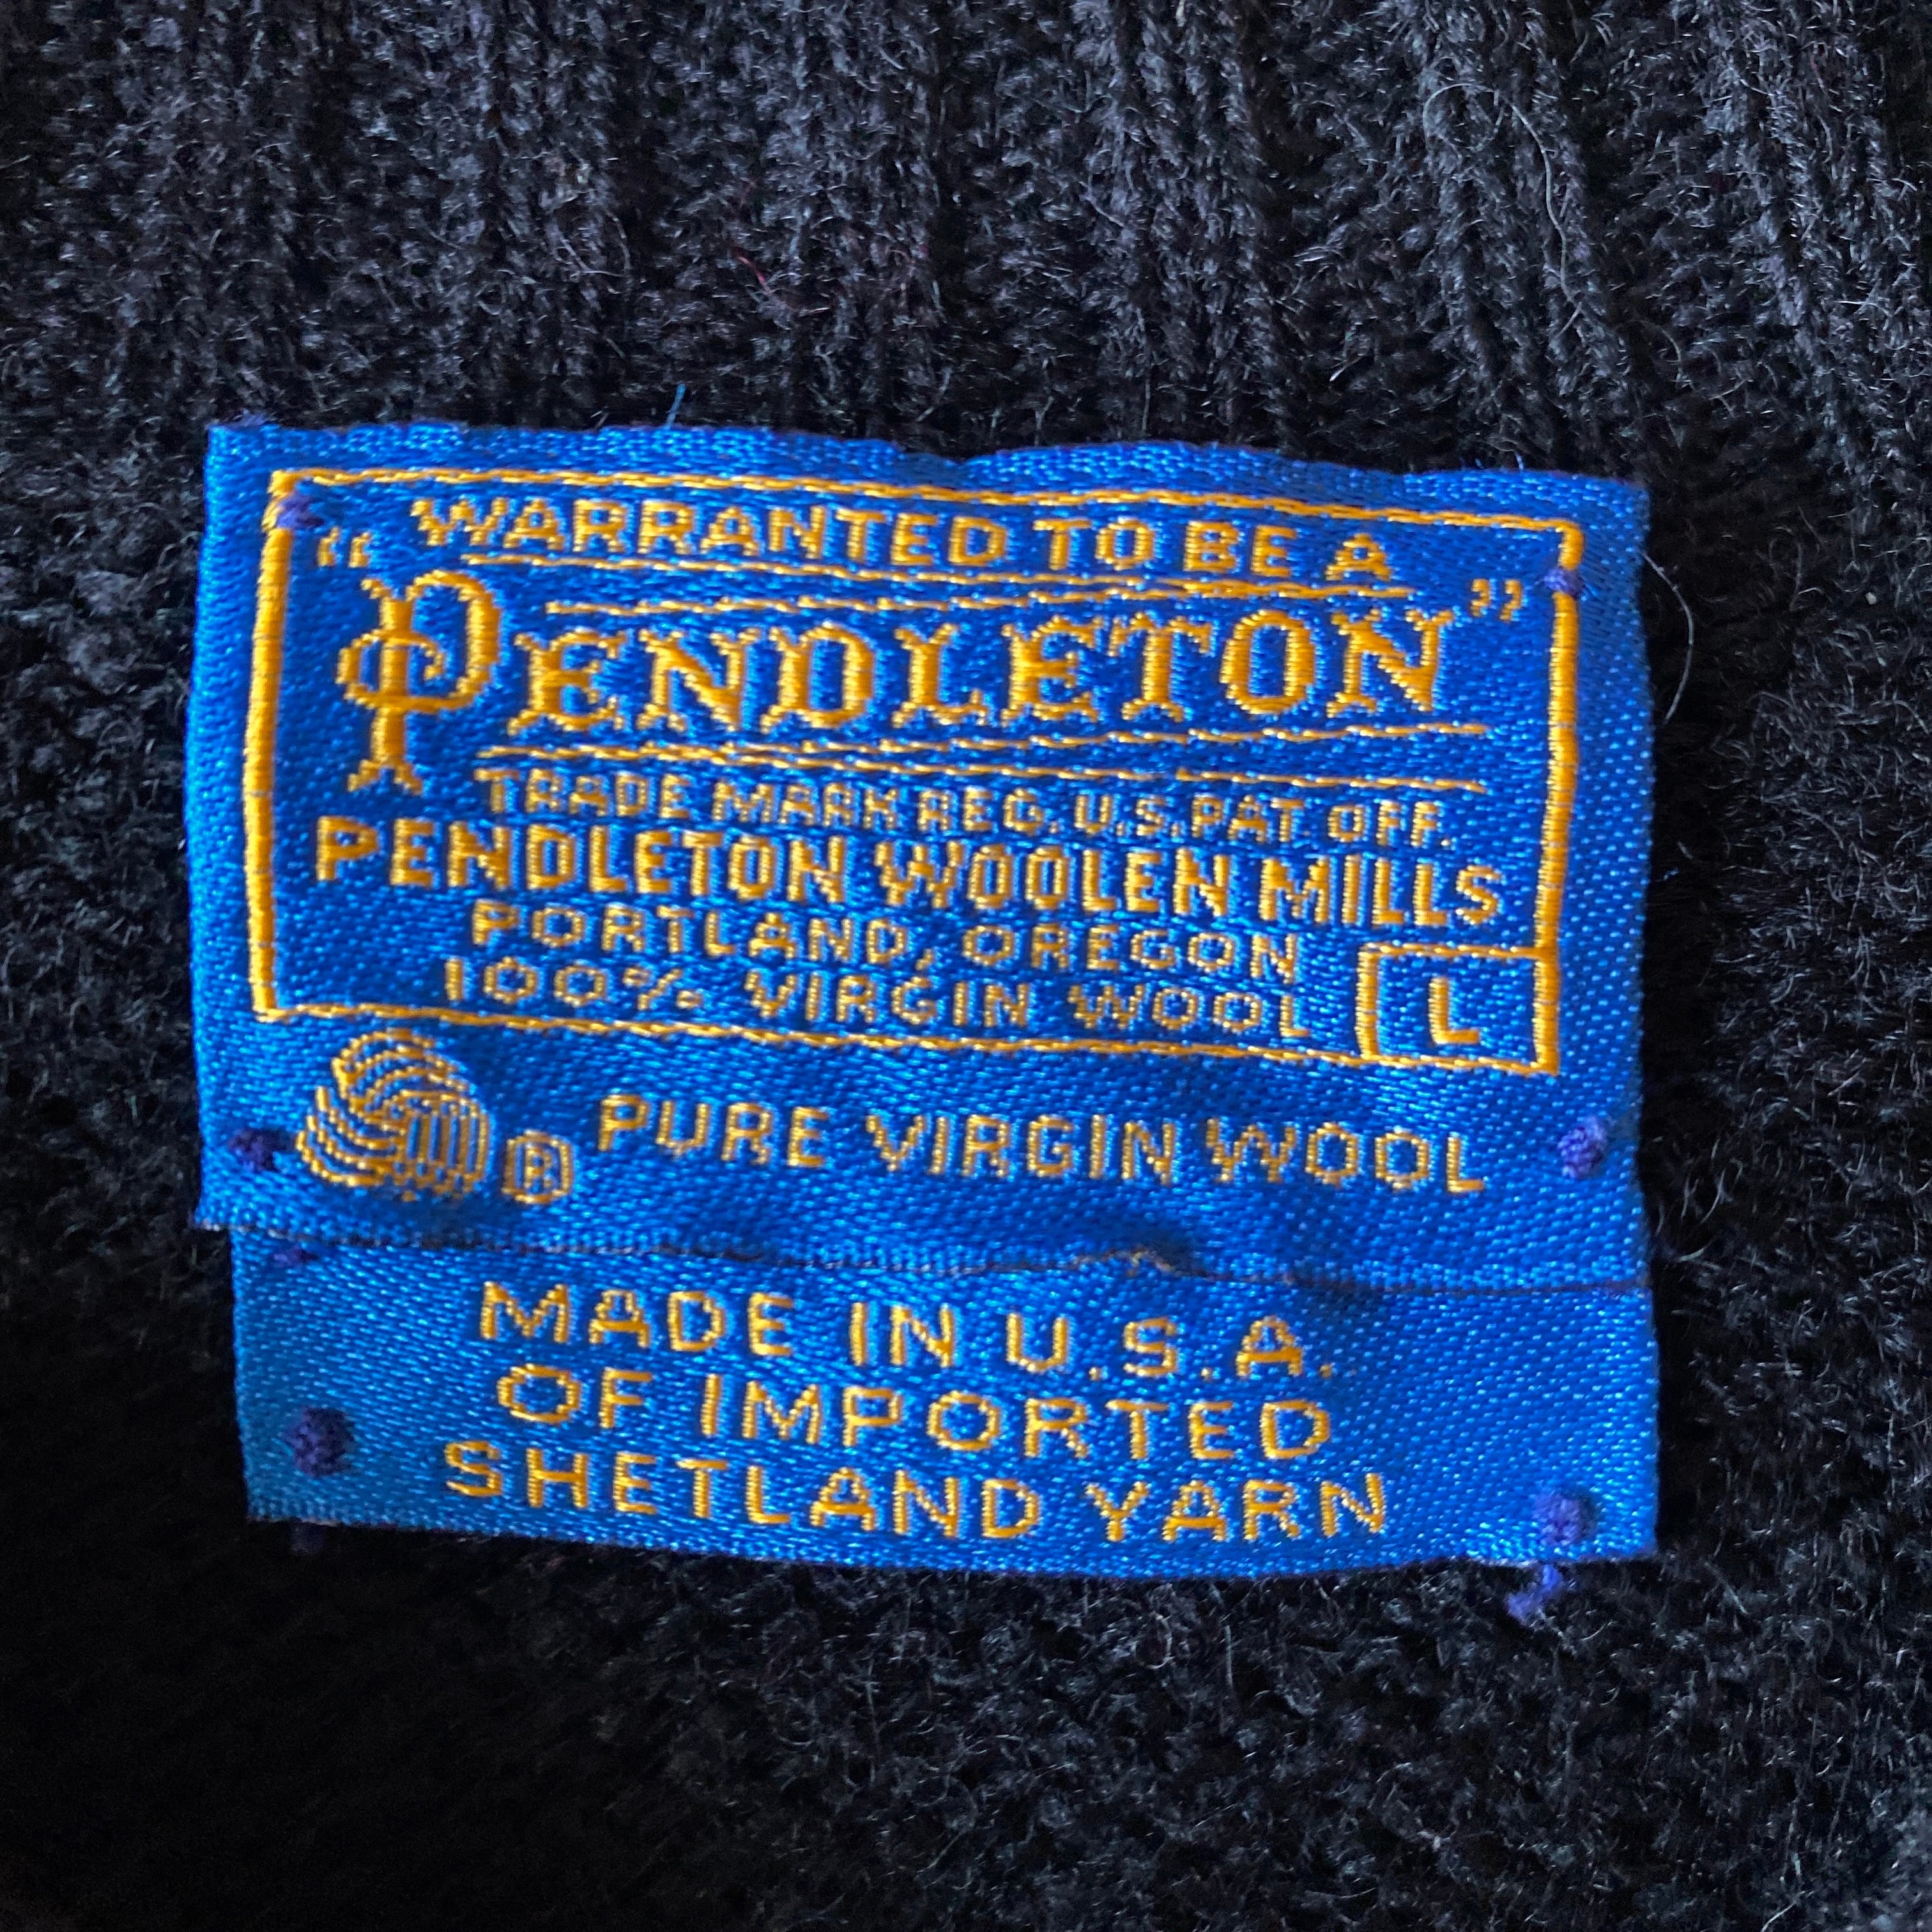 WARRANTED TO BE A
"PENDLETON"
TRADE MARK REG. U.S. PAT. OFF.
PENDLETON WOOLEN MILLS
PORTLAND, OREGON
100% VIRGIN WOOL L
® PURE VIRGIN WOOL
MADE IN U.S.A.
OF IMPORTED
SHETLAND YARN